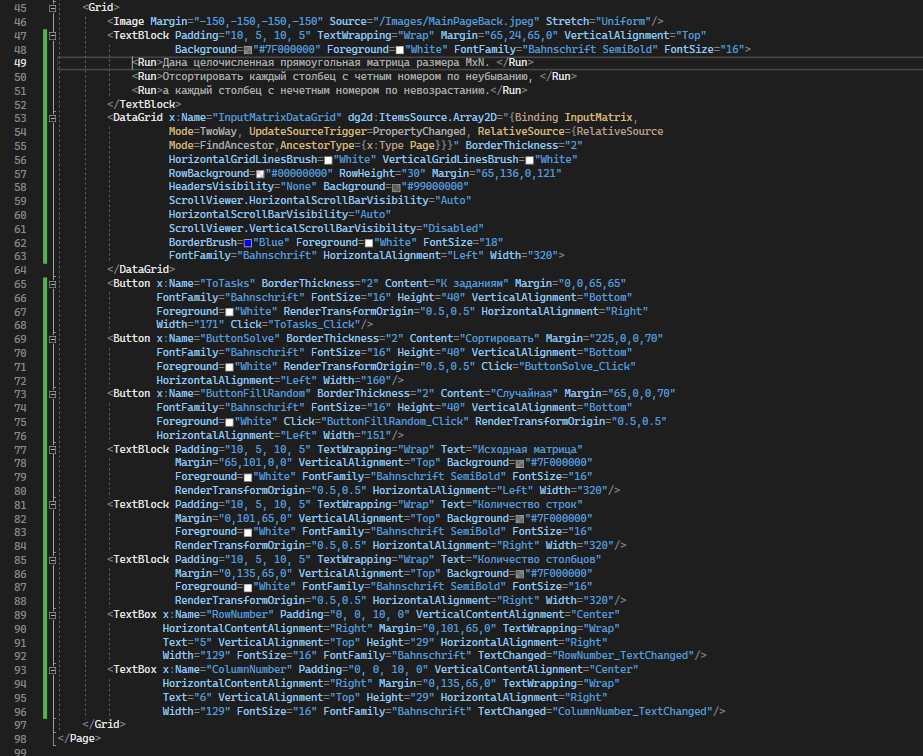 45 <Grid>
46 <Image Margin="-150,-150,-150,-150" Source="/Images/MainPageBack.jpeg" Stretch="Uniform"/>
47 <TextBlock Padding="10, 5, 10, 5" TextWrapping="Wrap" Margin="65,24,65,0" VerticalAlignment="Top"
48 Background="#7F000000" Foreground="White" FontFamily="Bahnschrift SemiBold" FontSize="16">
49 <Run>Дана целочисленная прямоугольная матрица размера MxN. </Run>
50 <Run>Отсортировать каждый столбец с четным номером по неубыванию, </Run>
51 <Run>а каждый столбец с нечетным номером по невозрастанию.</Run>
52 </TextBlock>
53 <DataGrid x:Name="InputMatrixDataGrid" dg2d:ItemsSource.Array2D="{Binding InputMatrix,
54 Mode=TwoWay, UpdateSourceTrigger=PropertyChanged, RelativeSource={RelativeSource
55 Mode=FindAncestor,AncestorType={x:Type Page}}}" BorderThickness="2"
56 HorizontalGridLinesBrush="White" VerticalGridLinesBrush="White"
57 RowBackground="#00000000" RowHeight="30" Margin="65,136,0,121"
58 HeadersVisibility="None" Background="#99000000"
59 ScrollViewer.HorizontalScrollBarVisibility="Auto"
60 HorizontalScrollBarVisibility="Auto"
61 ScrollViewer.VerticalScrollBarVisibility="Disabled"
62 BorderBrush="Blue" Foreground="White" FontSize="18"
63 FontFamily="Bahnschrift" HorizontalAlignment="Left" Width="320">
64 </DataGrid>
65 <Button x:Name="ToTasks" BorderThickness="2" Content="К заданиям" Margin="0,0,65,65"
66 FontFamily="Bahnschrift" FontSize="16" Height="40" VerticalAlignment="Bottom"
67 Foreground="White" RenderTransformOrigin="0.5,0.5" HorizontalAlignment="Right"
68 Width="171" Click="ToTasks_Click"/>
69 <Button x:Name="ButtonSolve" BorderThickness="2" Content="Сортировать" Margin="225,0,0,70"
70 FontFamily="Bahnschrift" FontSize="16" Height="40" VerticalAlignment="Bottom"
71 Foreground="White" RenderTransformOrigin="0.5,0.5" Click="ButtonSolve_Click"
72 HorizontalAlignment="Left" Width="160"/>
73 <Button x:Name="ButtonFillRandom" BorderThickness="2" Content="Случайная" Margin="65,0,0,70"
74 FontFamily="Bahnschrift" FontSize="16" Height="40" VerticalAlignment="Bottom"
75 Foreground="White" Click="ButtonFillRandom_Click" RenderTransformOrigin="0.5,0.5"
76 HorizontalAlignment="Left" Width="151"/>
77 <TextBlock Padding="10, 5, 10, 5" TextWrapping="Wrap" Text="Исходная матрица"
78 Margin="65,101,0,0" VerticalAlignment="Top" Background="#7F000000"
79 Foreground="White" FontFamily="Bahnschrift SemiBold" FontSize="16"
80 RenderTransformOrigin="0.5,0.5" HorizontalAlignment="Left" Width="320"/>
81 <TextBlock Padding="10, 5, 10, 5" TextWrapping="Wrap" Text="Количество строк"
82 Margin="0,101,65,0" VerticalAlignment="Top" Background="#7F000000"
83 Foreground="White" FontFamily="Bahnschrift SemiBold" FontSize="16"
84 RenderTransformOrigin="0.5,0.5" HorizontalAlignment="Right" Width="320"/>
85 <TextBlock Padding="10, 5, 10, 5" TextWrapping="Wrap" Text="Количество столбцов"
86 Margin="0,135,65,0" VerticalAlignment="Top" Background="#7F000000"
87 Foreground="White" FontFamily="Bahnschrift SemiBold" FontSize="16"
88 RenderTransformOrigin="0.5,0.5" HorizontalAlignment="Right" Width="320"/>
89 <TextBox x:Name="RowNumber" Padding="0, 0, 10, 0" VerticalContentAlignment="Center"
90 HorizontalContentAlignment="Right" Margin="0,101,65,0" TextWrapping="Wrap"
91 Text="5" VerticalAlignment="Top" Height="29" HorizontalAlignment="Right"
92 Width="129" FontSize="16" FontFamily="Bahnschrift" TextChanged="RowNumber_TextChanged"/>
93 <TextBox x:Name="ColumnNumber" Padding="0, 0, 10, 0" VerticalContentAlignment="Center"
94 HorizontalContentAlignment="Right" Margin="0,135,65,0" TextWrapping="Wrap"
95 Text="6" VerticalAlignment="Top" Height="29" HorizontalAlignment="Right"
96 Width="129" FontSize="16" FontFamily="Bahnschrift" TextChanged="ColumnNumber_TextChanged"/>
97 </Grid>
98 </Page>
99